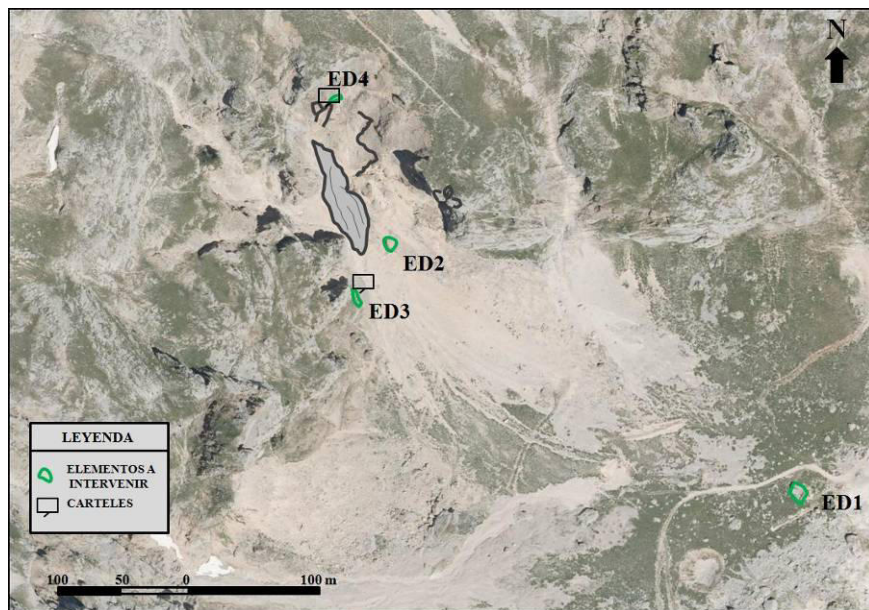 N
ED4
ED2
ED3
ED1
LEYENDA
ELEMENTOS A
INTERVENIR
CARTELES
100 50 0 100 m